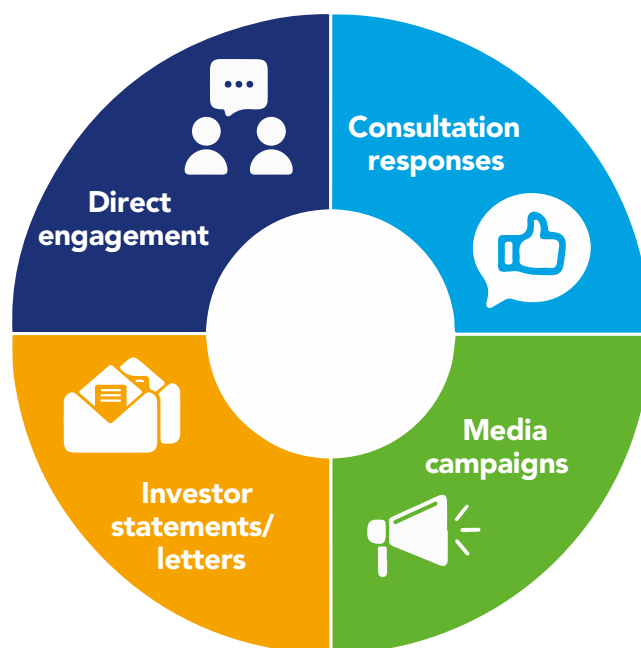 Direct
engagement
Consultation
responses
Investor
statements/
letters
Media
campaigns